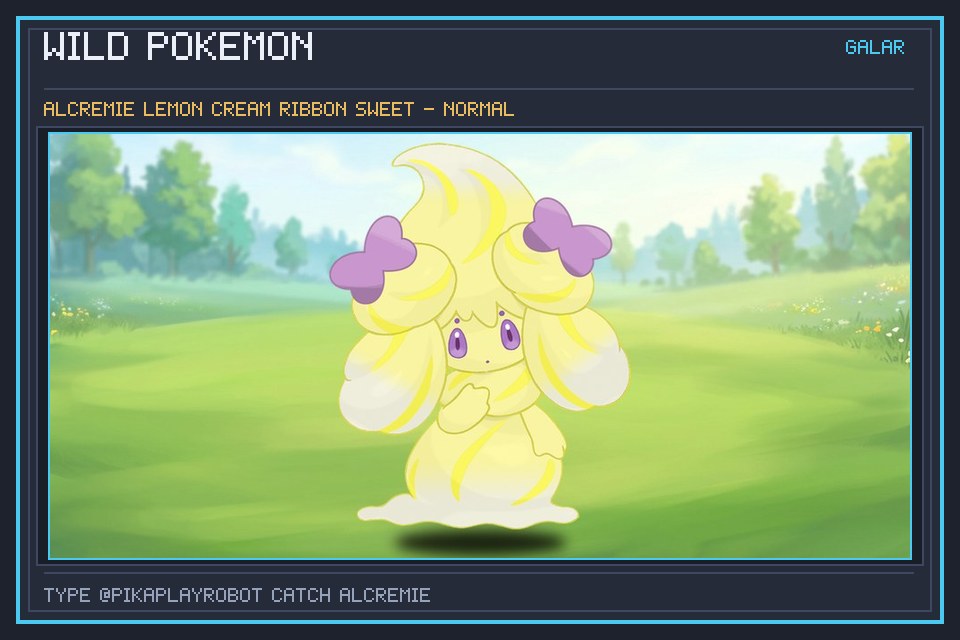 WILD POKEMON
GALAR
ALCREMIE LEMON CREAM RIBBON SWEET - NORMAL
TYPE @PIKAPLAYROBOT CATCH ALCREMIE